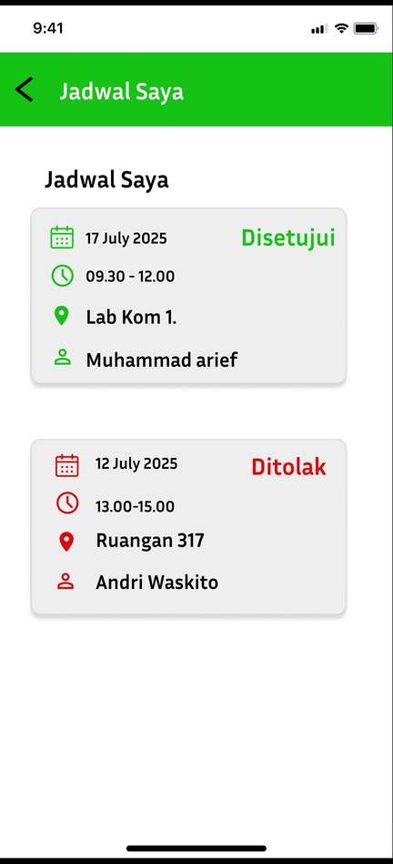 9:41
Jadwal Saya
Jadwal Saya
17 July 2025
Disetujui
09.30 - 12.00
Lab Kom 1.
Muhammad arief
12 July 2025
Ditolak
13.00-15.00
Ruangan 317
Andri Waskito